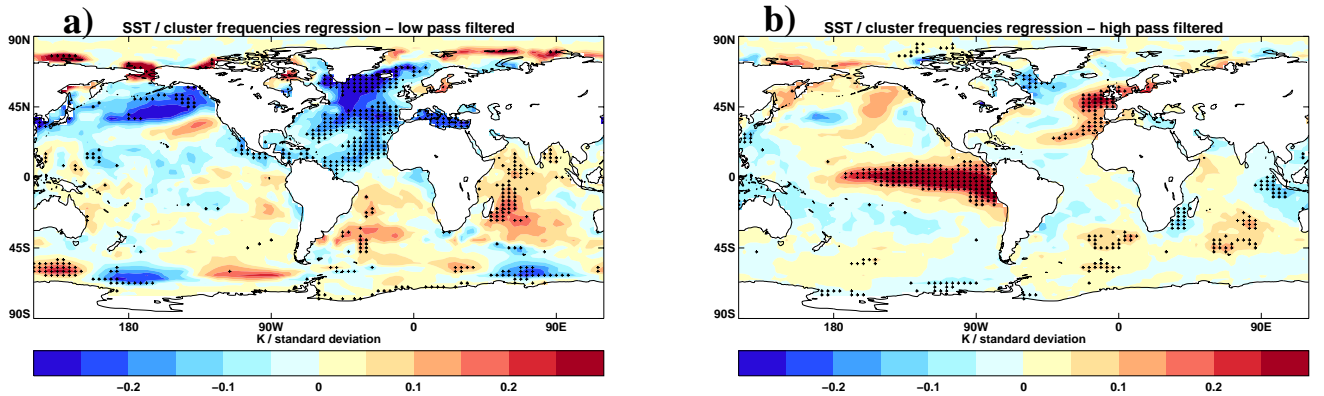 a)
SST / cluster frequencies regression – low pass filtered
90N
45N
0
45S
90S
180 90W 0 90E
K / standard deviation
−0.2 −0.1 0 0.1 0.2
b)
SST / cluster frequencies regression – high pass filtered
90N
45N
0
45S
90S
180 90W 0 90E
K / standard deviation
−0.2 −0.1 0 0.1 0.2